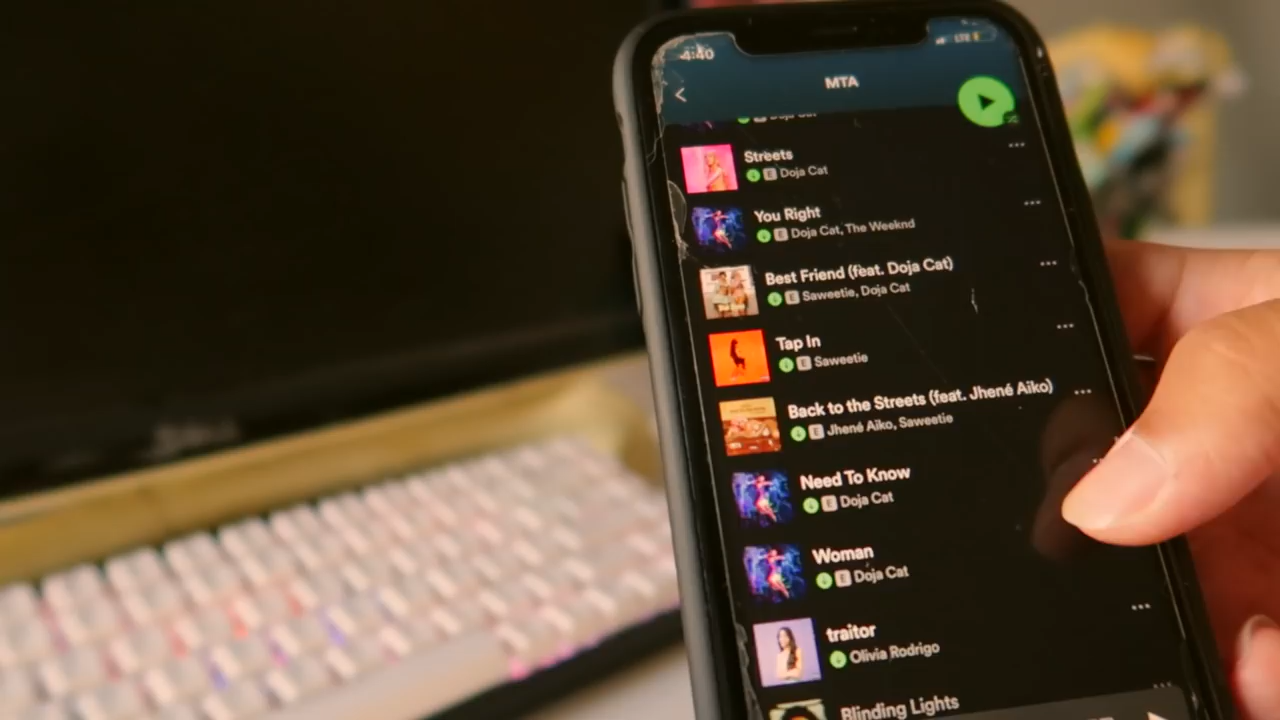 4:40
LTE
MTA
E Doja Cat
Streets
E Doja Cat
You Right
E Doja Cat, The Weeknd
Best Friend (feat. Doja Cat)
E Saweetie, Doja Cat
Tap In
E Saweetie
Back to the Streets (feat. Jhené Aiko)
E Jhené Aiko, Saweetie
Need To Know
E Doja Cat
Woman
E Doja Cat
traitor
Olivia Rodrigo
Blinding Lights